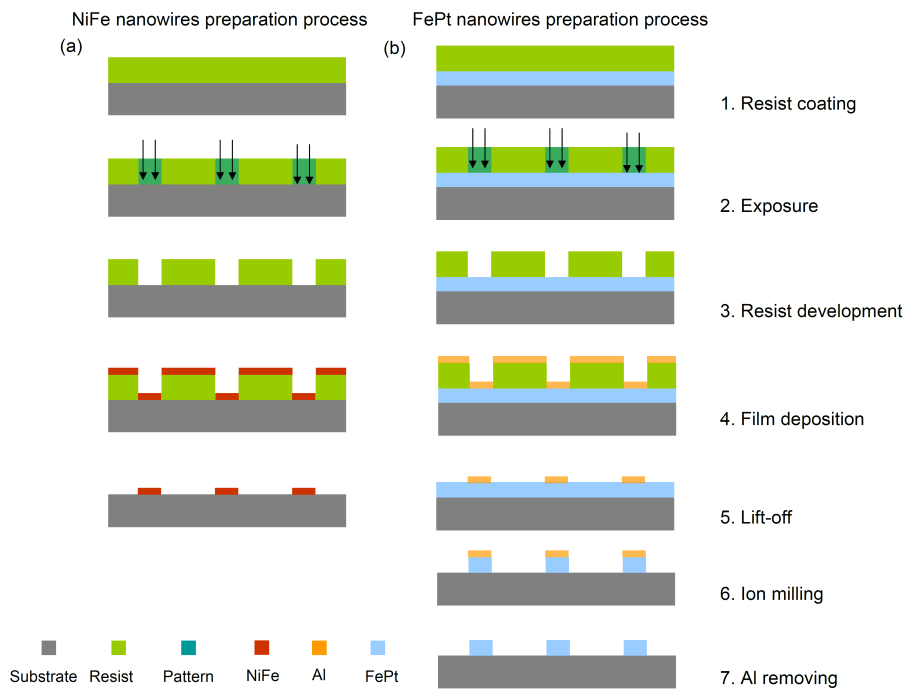 NiFe nanowires preparation process
FePt nanowires preparation process
(a)
(b)
1. Resist coating
2. Exposure
3. Resist development
4. Film deposition
5. Lift-off
6. Ion milling
7. Al removing
Substrate Resist Pattern NiFe Al FePt